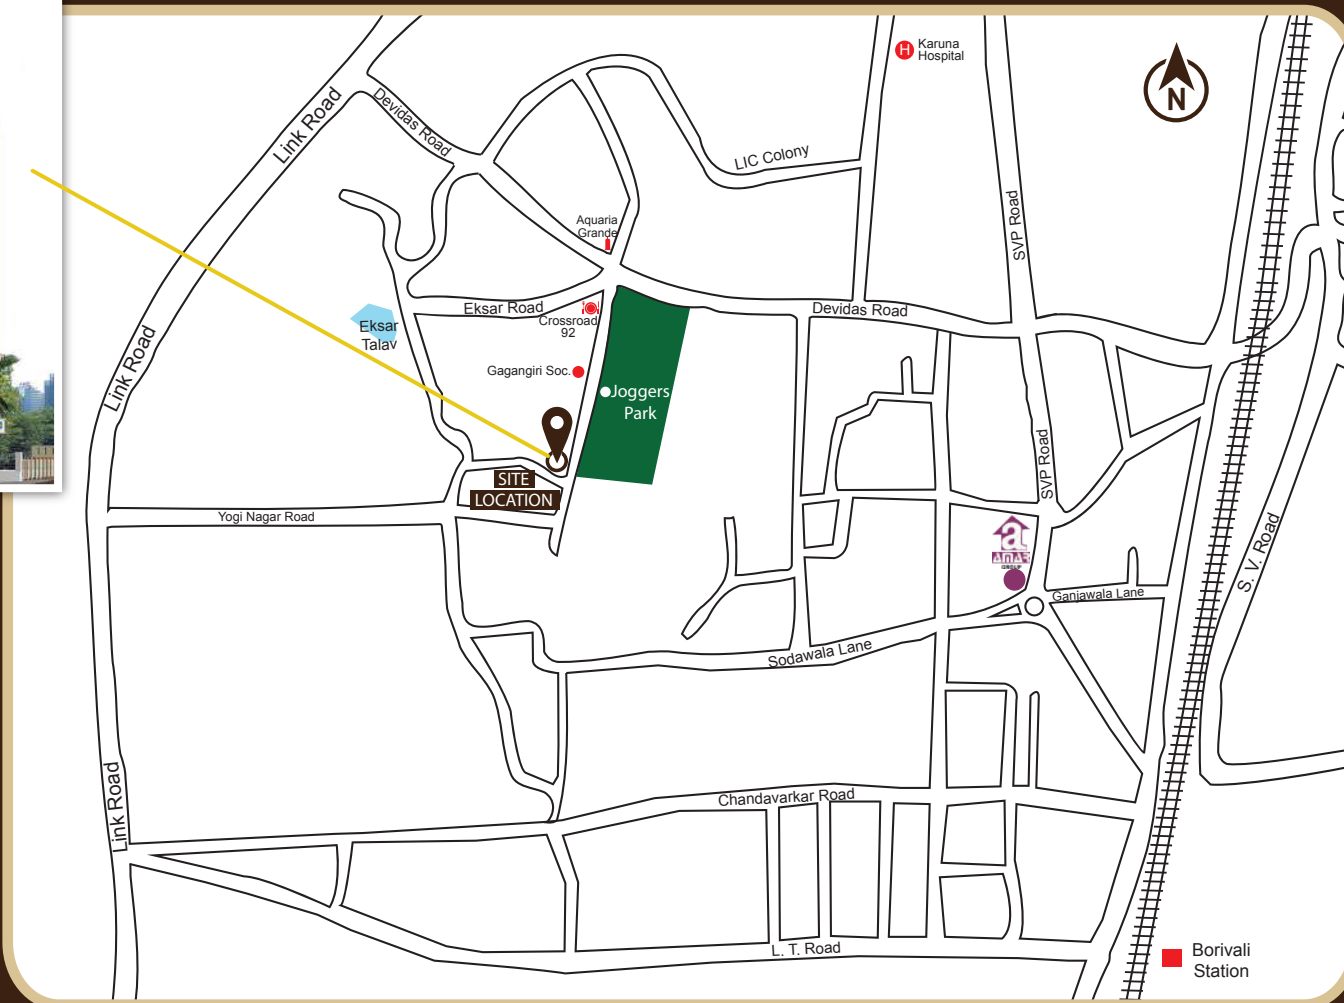 Karuna
Hospital
H
N
Link Road
Devidas Road
LIC Colony
SVP Road
Aquaria
Grande
Eksar Road
Crossroad
92
Devidas Road
Eksar
Talav
Link Road
Gagangiri Soc.
Joggers
Park
SITE
LOCATION
SVP Road
Yogi Nagar Road
a
AMAR
GROUP
S. V. Road
Ganjawala Lane
Sodawala Lane
Link Road
Chandavarkar Road
L. T. Road
Borivali
Station